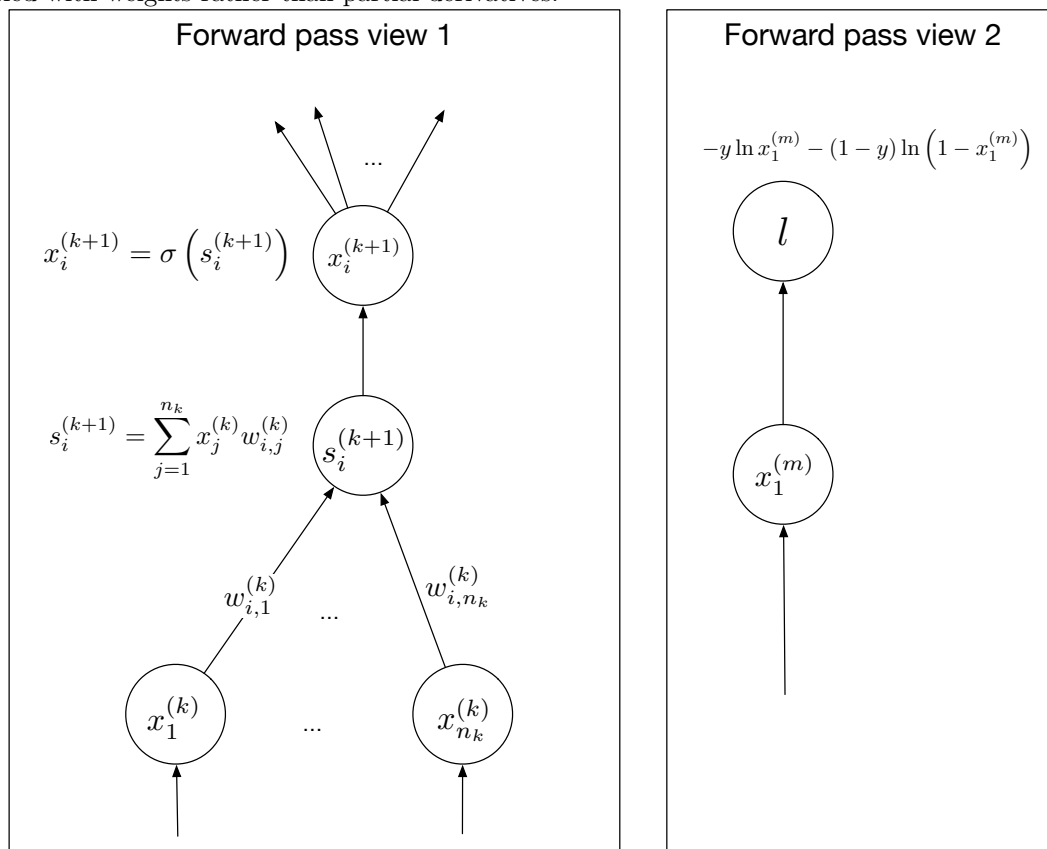 ed with weights rather than partial derivatives.
Forward pass view 1
...
x_i^{(k+1)} = σ(s_i^{(k+1)})
x_i^{(k+1)}
s_i^{(k+1)} = \sum_{j=1}^{n_k} x_j^{(k)} w_{i,j}^{(k)}
s_i^{(k+1)}
w_{i,1}^{(k)}
w_{i,n_k}^{(k)}
...
x_1^{(k)}
...
x_{n_k}^{(k)}
Forward pass view 2
-y ln x_1^{(m)} - (1 - y) ln(1 - x_1^{(m)})
l
x_1^{(m)}